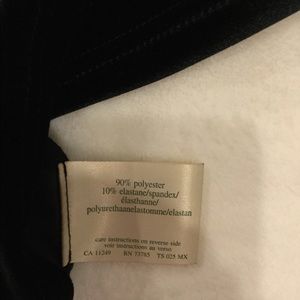 90% polyester
10% elastane/spandex/
élasthanne/
polyurethaanelastomme/elastan
care instructions on reverse side
voir instructions au verso
CA 11249 RN 73785 TS 025 MX